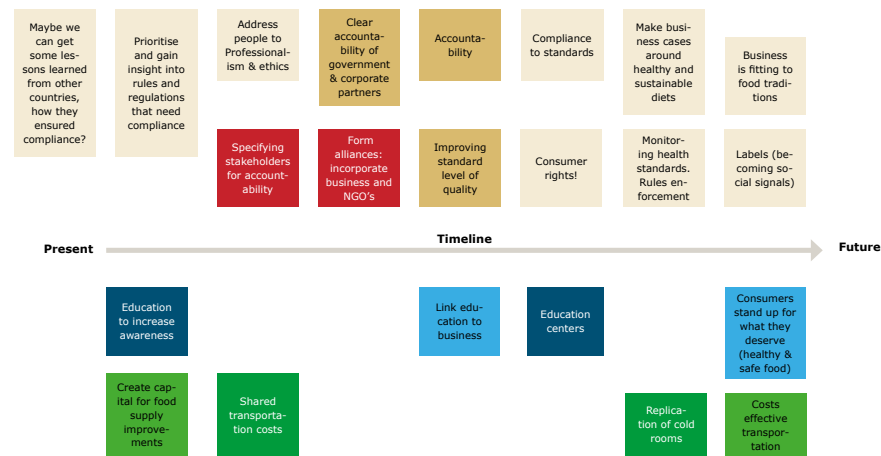 Maybe we
can get
some les-
sons learned
from other
countries,
how they
ensured
compliance?
Prioritise
and gain
insight into
rules and
regulations
that need
compliance
Address
people to
Professional-
ism & ethics
Clear
accounta-
bility of
government
& corporate
partners
Accounta-
bility
Compliance
to standards
Make busi-
ness cases
around
healthy and
sustainable
diets
Business
is fitting to
food tradi-
tions
Specifying
stakeholders
for account-
ability
Form
alliances:
incorporate
business and
NGO's
Improving
standard
level of
quality
Consumer
rights!
Monitor-
ing health
standards.
Rules en-
forcement
Labels (be-
coming so-
cial signals)
Present
Timeline
Future
Education
to increase
awareness
Link edu-
cation to
business
Education
centers
Consumers
stand up for
what they
deserve
(healthy &
safe food)
Create cap-
ital for food
supply
improve-
ments
Shared
transporta-
tion costs
Replica-
tion of cold
rooms
Costs
effective
transpor-
tation